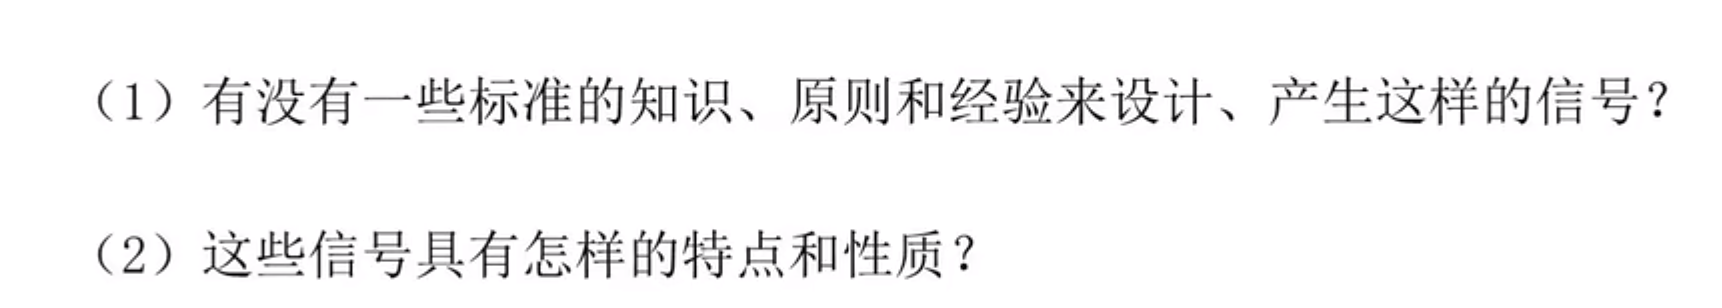 （1）有没有一些标准的知识、原则和经验来设计、产生这样的信号？
（2）这些信号具有怎样的特点和性质？